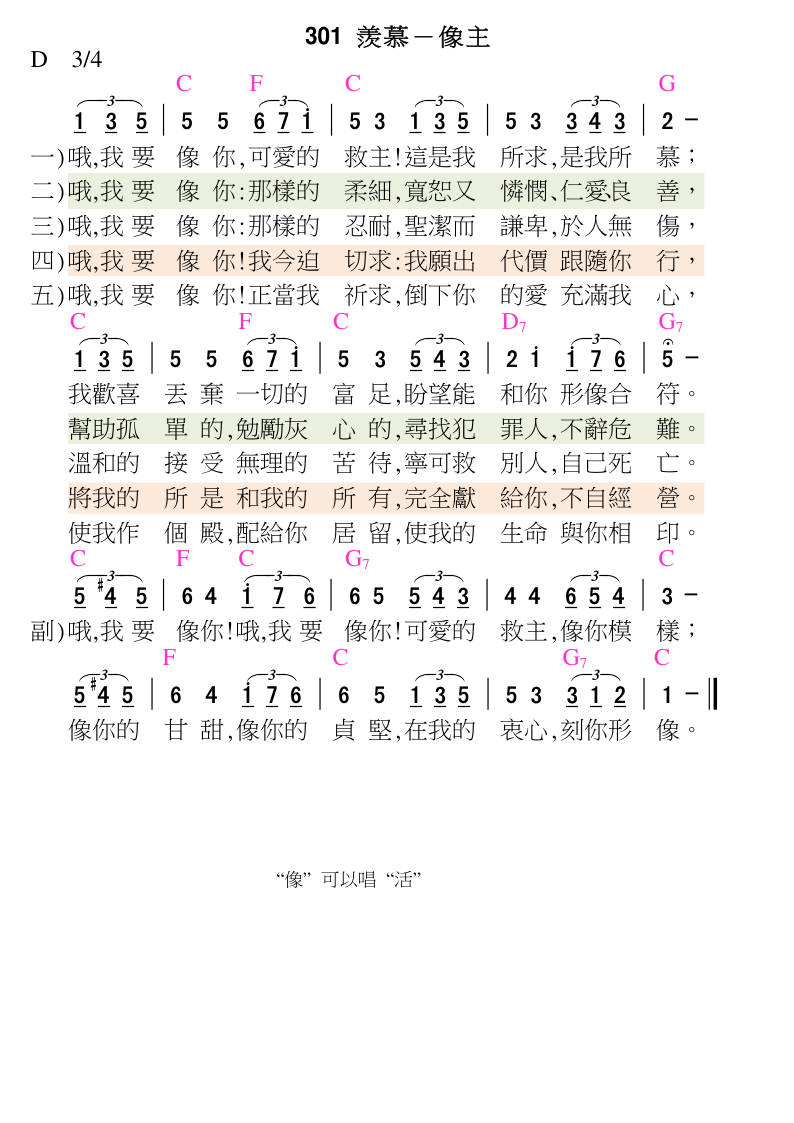 301 羨慕－像主
D 3/4
C F C G
3 3 3 3
1 3 5 | 5 5 6 7 i | 5 3 1 3 5 | 5 3 3 4 3 | 2 –
一)哦,我 要 像 你,可愛的 救主!這是我 所求,是我所 慕；
二)哦,我 要 像 你:那樣的 柔細,寬恕又 憐憫、仁愛良 善，
三)哦,我 要 像 你:那樣的 忍耐,聖潔而 謙卑,於人無 傷，
四)哦,我 要 像 你!我今迫 切求:我願出 代價 跟隨你 行，
五)哦,我 要 像 你!正當我 祈求,倒下你 的愛 充滿我 心，
C F C D7 G7
3 3 3 3
1 3 5 | 5 5 6 7 i | 5 3 5 4 3 | 2 i i 7 6 | 5 –
我歡喜 丟 棄 一切的 富 足,盼望能 和你 形像合 符。
幫助孤 單 的,勉勵灰 心 的,尋找犯 罪人,不辭危 難。
溫和的 接 受 無理的 苦 待,寧可救 別人,自己死 亡。
將我的 所 是 和我的 所 有,完全獻 給你,不自經 營。
使我作 個 殿,配給你 居 留,使我的 生命 與你相 印。
C F C G7 C
3 3 3 3
5 #4 5 | 6 4 i 7 6 | 6 5 5 4 3 | 4 4 6 5 4 | 3 –
副)哦,我 要 像你!哦,我 要 像你!可愛的 救主,像你模 樣；
F C G7 C
3 3 3 3
5 #4 5 | 6 4 i 7 6 | 6 5 1 3 5 | 5 3 3 1 2 | 1 – ‖
像你的 甘 甜,像你的 貞 堅,在我的 衷心,刻你形 像。
“像” 可以唱 “活”